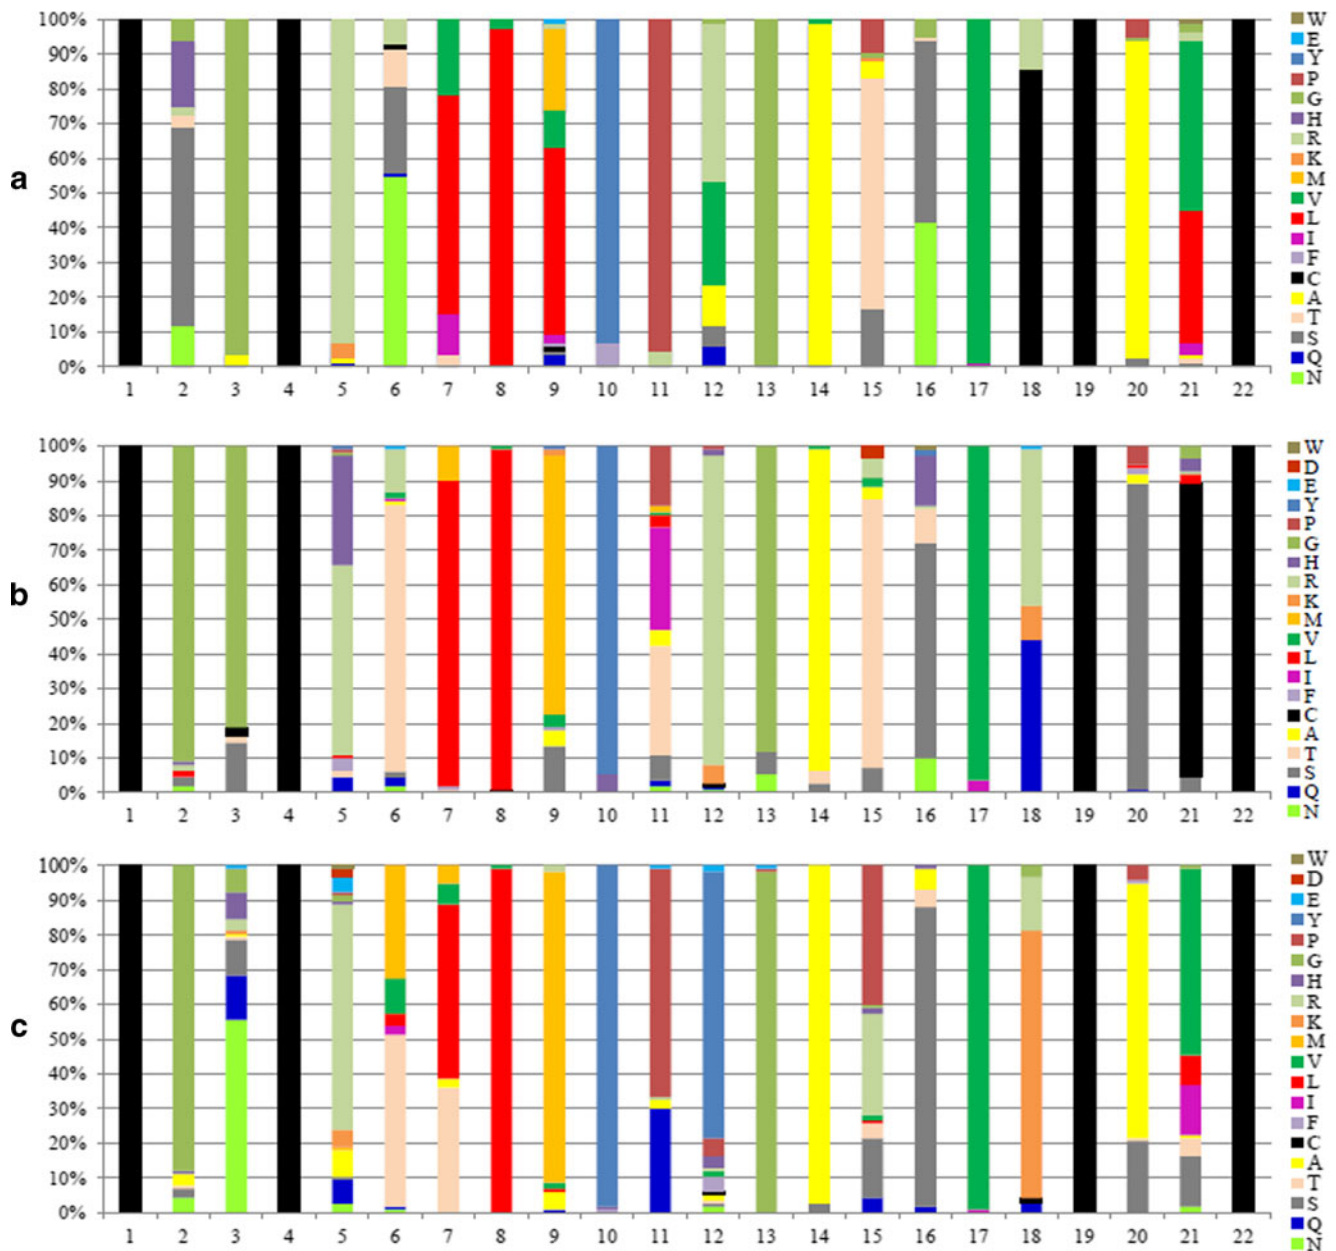 a
100%
90%
80%
70%
60%
50%
40%
30%
20%
10%
0%
1 2 3 4 5 6 7 8 9 10 11 12 13 14 15 16 17 18 19 20 21 22
W
E
Y
P
G
H
R
K
M
V
L
I
F
C
A
T
S
Q
N
b
100%
90%
80%
70%
60%
50%
40%
30%
20%
10%
0%
1 2 3 4 5 6 7 8 9 10 11 12 13 14 15 16 17 18 19 20 21 22
W
D
E
Y
P
G
H
R
K
M
V
L
I
F
C
A
T
S
Q
N
c
100%
90%
80%
70%
60%
50%
40%
30%
20%
10%
0%
1 2 3 4 5 6 7 8 9 10 11 12 13 14 15 16 17 18 19 20 21 22
W
D
E
Y
P
G
H
R
K
M
V
L
I
F
C
A
T
S
Q
N